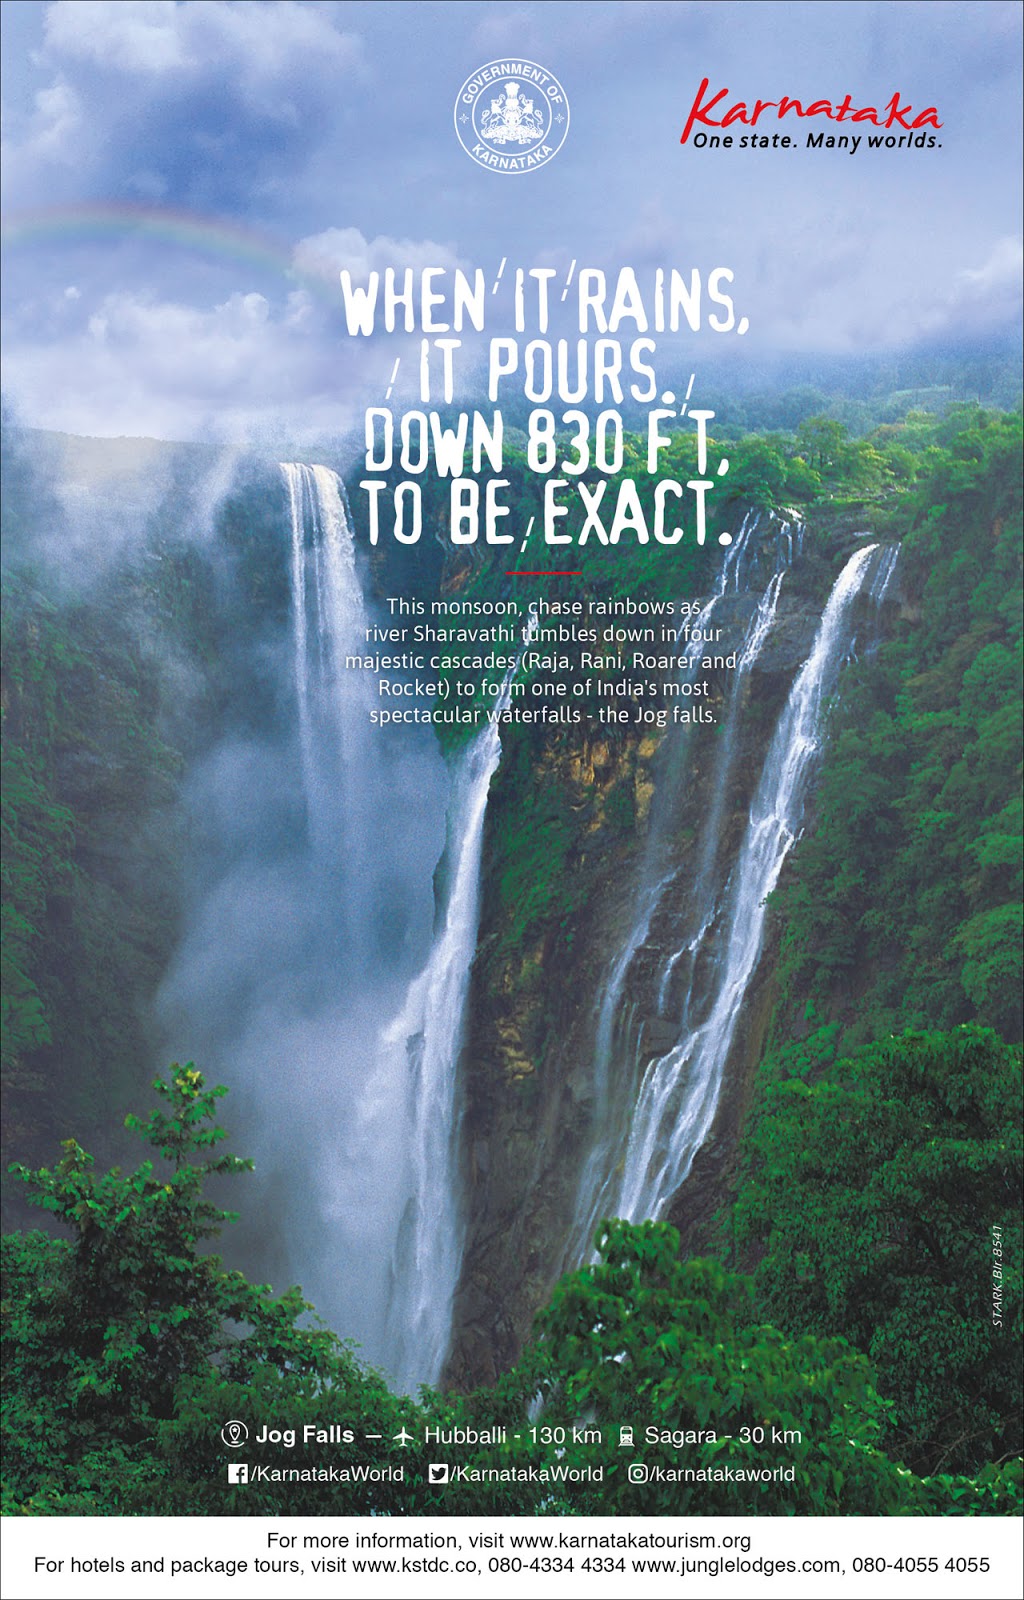 GOVERNMENT OF
KARNATAKA
Karnataka
One state. Many worlds.
WHEN IT RAINS,
IT POURS.
DOWN 830 FT,
TO BE EXACT.
This monsoon, chase rainbows as
river Sharavathi tumbles down in four
majestic cascades (Raja, Rani, Roarer and
Rocket) to form one of India's most
spectacular waterfalls - the Jog falls.
STARK.Blr.8541
Jog Falls – Hubballi - 130 km Sagara - 30 km
/KarnatakaWorld /KarnatakaWorld /karnatakaworld
For more information, visit www.karnatakatourism.org
For hotels and package tours, visit www.kstdc.co, 080-4334 4334 www.junglelodges.com, 080-4055 4055